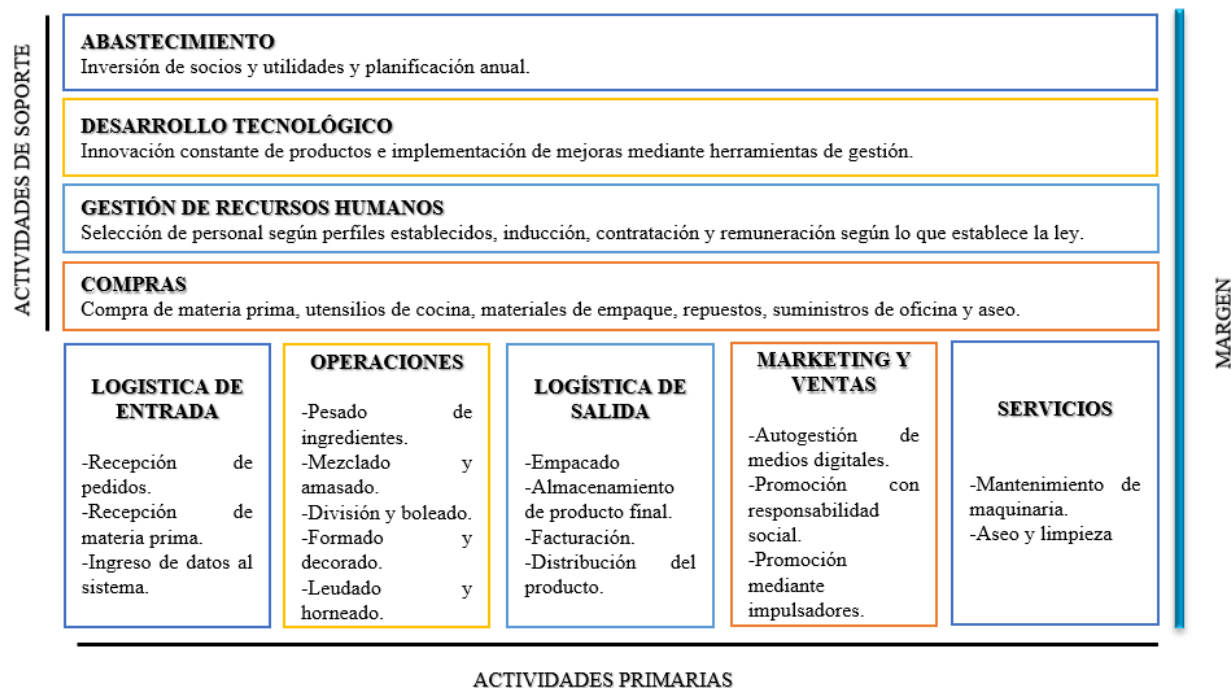 ACTIVIDADES DE SOPORTE
ABASTECIMIENTO
Inversión de socios y utilidades y planificación anual.
DESARROLLO TECNOLÓGICO
Innovación constante de productos e implementación de mejoras mediante herramientas de gestión.
GESTIÓN DE RECURSOS HUMANOS
Selección de personal según perfiles establecidos, inducción, contratación y remuneración según lo que establece la ley.
COMPRAS
Compra de materia prima, utensilios de cocina, materiales de empaque, repuestos, suministros de oficina y aseo.
LOGISTICA DE
ENTRADA
-Recepción de
pedidos.
-Recepción de
materia prima.
-Ingreso de datos al
sistema.
OPERACIONES
-Pesado de
ingredientes.
-Mezclado y
amasado.
-División y boleado.
-Formado y
decorado.
-Leudado y
horneado.
LOGÍSTICA DE
SALIDA
-Empacado
-Almacenamiento
de producto final.
-Facturación.
-Distribución del
producto.
MARKETING Y
VENTAS
-Autogestión de
medios digitales.
-Promoción con
responsabilidad
social.
-Promoción
mediante
impulsadores.
SERVICIOS
-Mantenimiento de
maquinaria.
-Aseo y limpieza
MARGEN
ACTIVIDADES PRIMARIAS